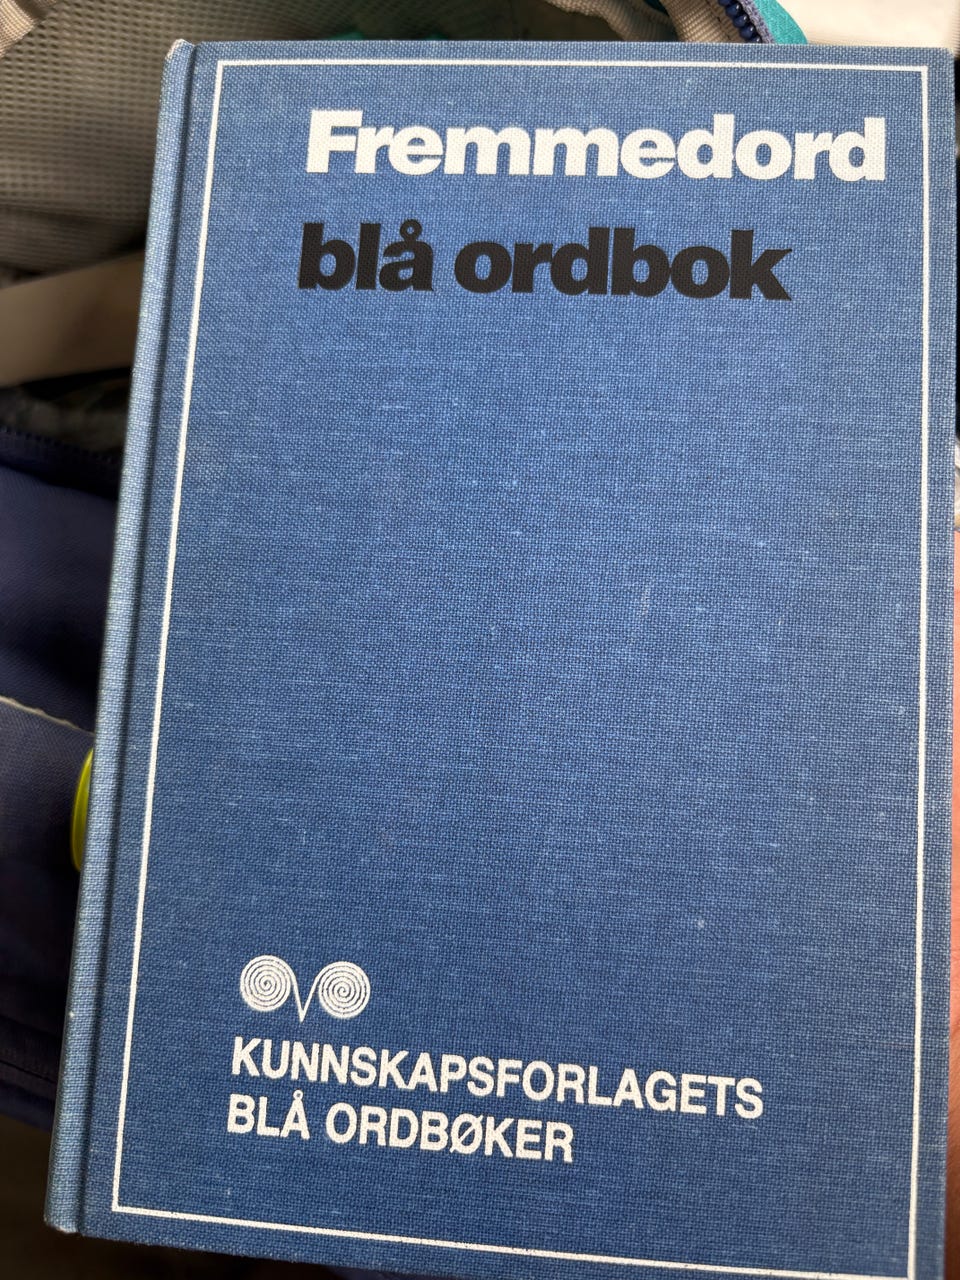 Fremmedord
blå ordbok
KUNNSKAPSFORLAGETS
BLÅ ORDBØKER